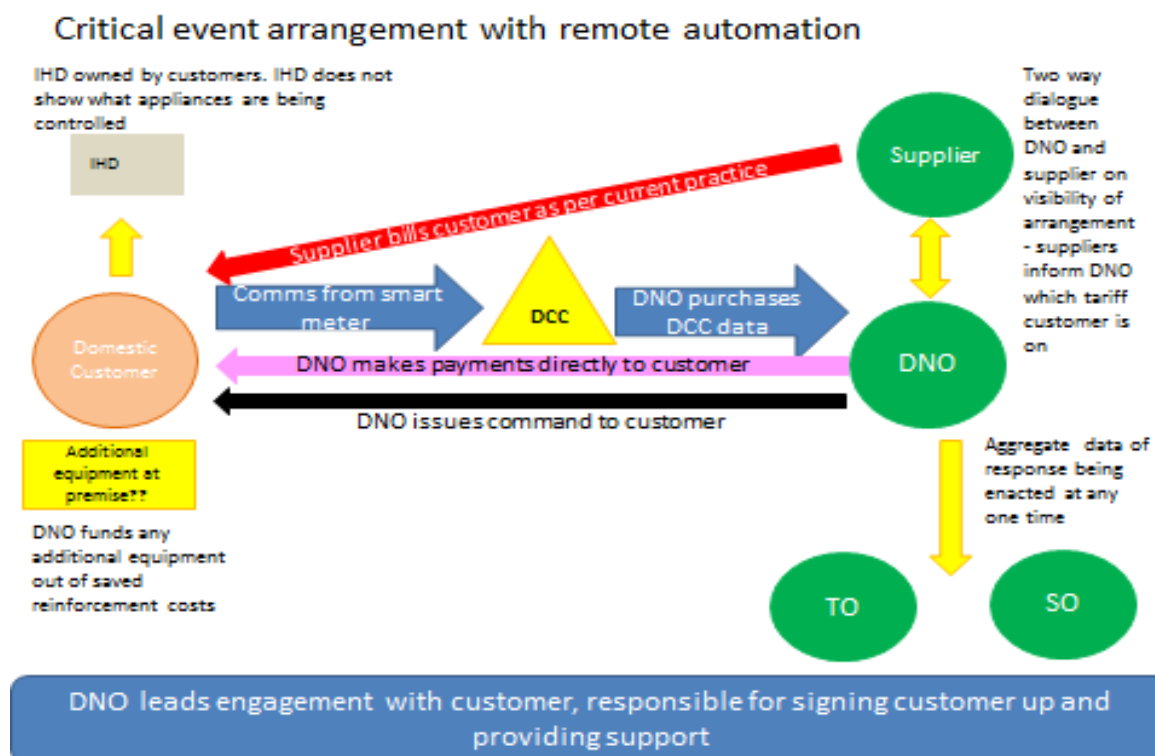 Critical event arrangement with remote automation
IHD owned by customers. IHD does not
show what appliances are being
controlled
IHD
Supplier
Two way
dialogue
between
DNO and
supplier on
visibility of
arrangement
- suppliers
inform DNO
which tariff
customer is
on
Supplier bills customer as per current practice
Comms from smart
meter
DCC
DNO purchases
DCC data
Domestic
Customer
DNO makes payments directly to customer
DNO
DNO issues command to customer
Additional
equipment at
premise??
Aggregate data of
response being
enacted at any
one time
DNO funds any
additional equipment
out of saved
reinforcement costs
TO
SO
DNO leads engagement with customer, responsible for signing customer up and
providing support